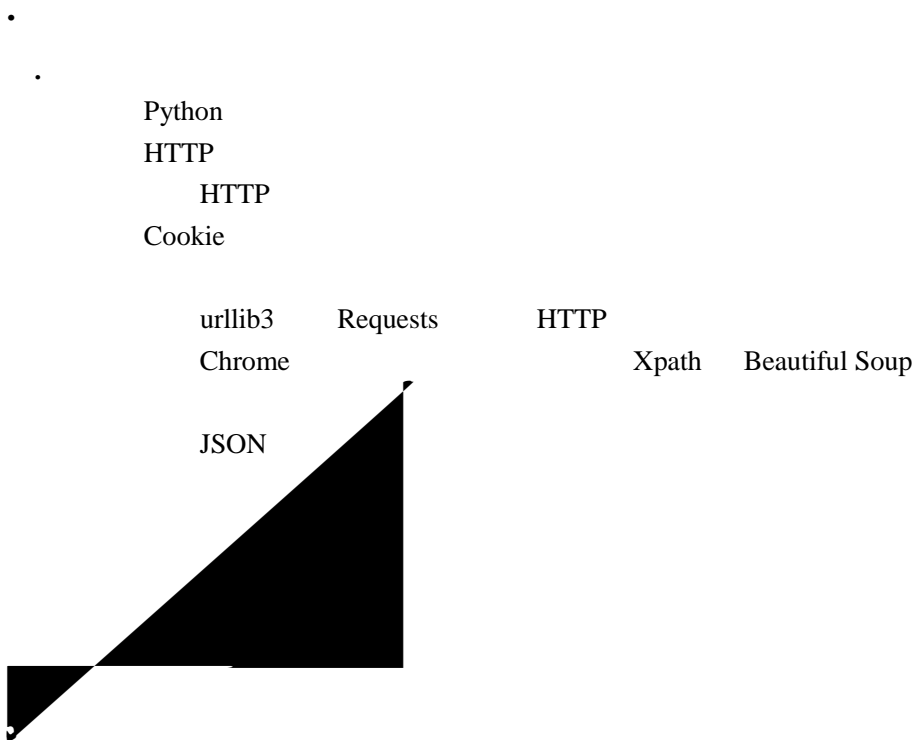 Python
HTTP
HTTP
Cookie
urllib3 Requests HTTP
Chrome Xpath Beautiful Soup
JSON